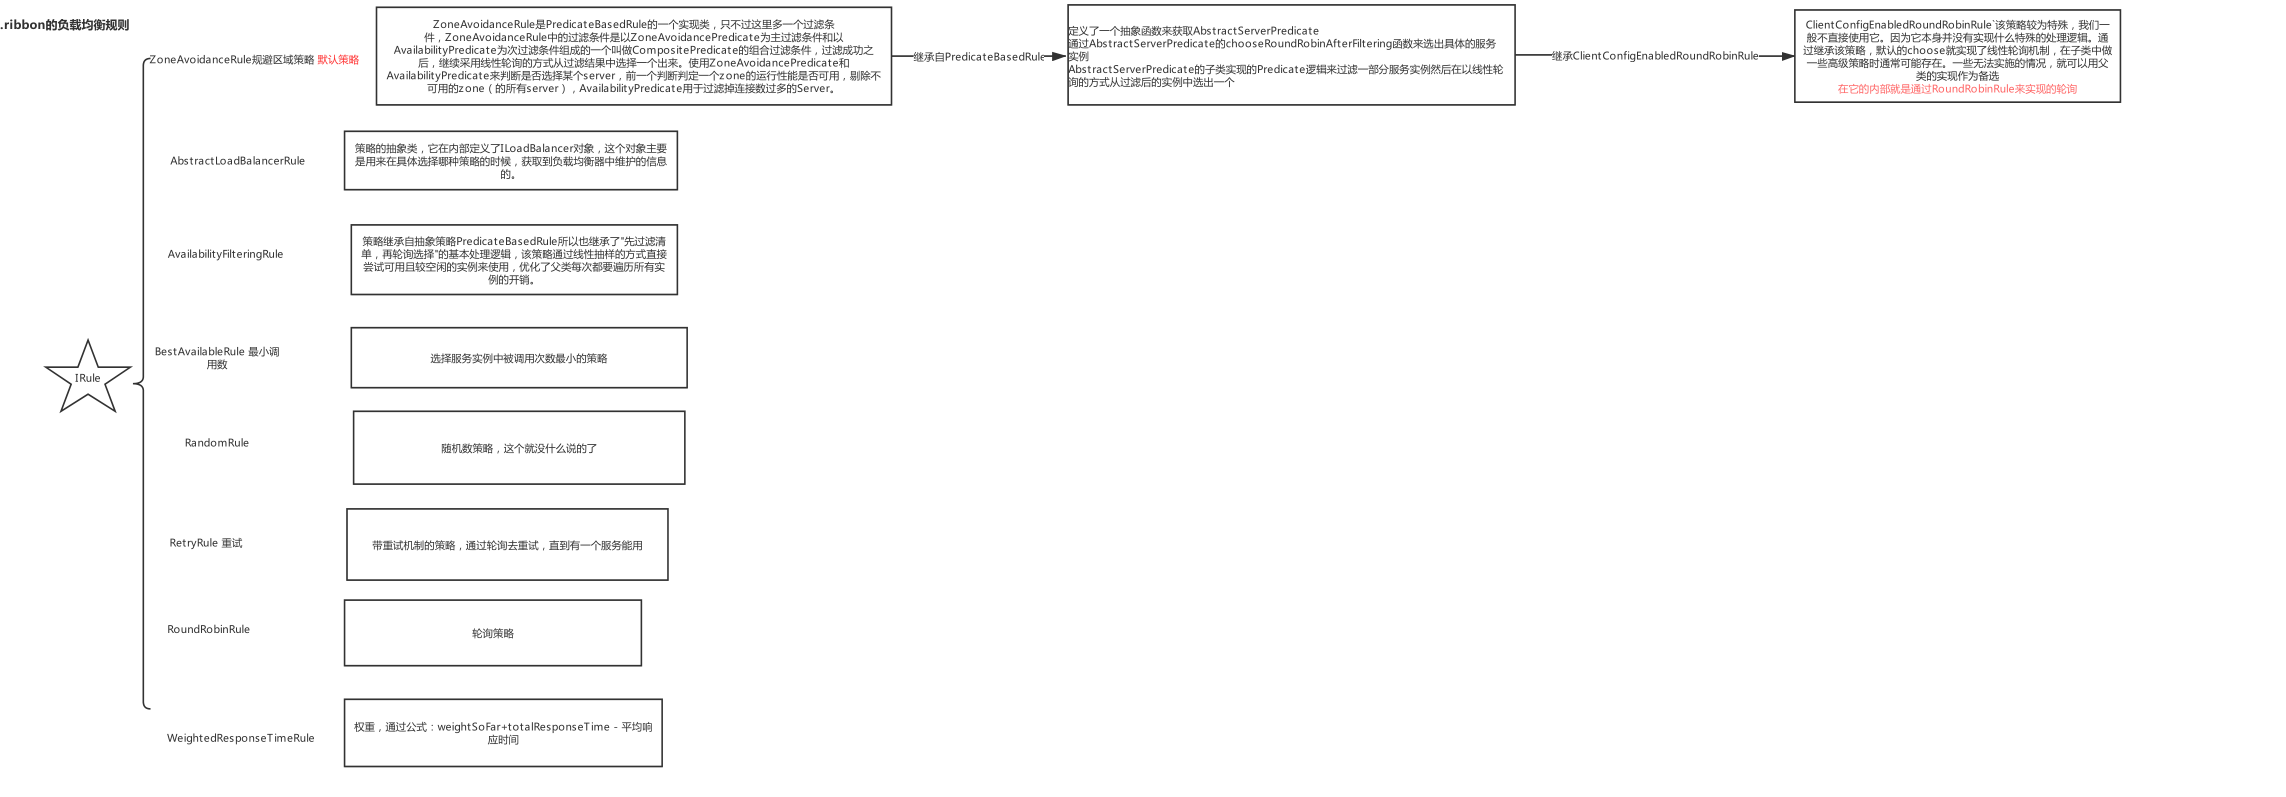 .ribbon的负载均衡规则
ZoneAvoidanceRule规避区域策略 默认策略
ZoneAvoidanceRule是PredicateBasedRule的一个实现类，只不过这里多一个过滤条
件，ZoneAvoidanceRule中的过滤条件是以ZoneAvoidancePredicate为主过滤条件和以
AvailabilityPredicate为次过滤条件组成的一个叫做CompositePredicate的组合过滤条件，过滤成功之
后，继续采用线性轮询的方式从过滤结果中选择一个出来。使用ZoneAvoidancePredicate和
AvailabilityPredicate来判断是否选择某个server，前一个判断判定一个zone的运行性能是否可用，剔除不
可用的zone（的所有server），AvailabilityPredicate用于过滤掉连接数过多的Server。
继承自PredicateBasedRule
定义了一个抽象函数来获取AbstractServerPredicate
通过AbstractServerPredicate的chooseRoundRobinAfterFiltering函数来选出具体的服务
实例
AbstractServerPredicate的子类实现的Predicate逻辑来过滤一部分服务实例然后在以线性轮
询的方式从过滤后的实例中选出一个
继承ClientConfigEnabledRoundRobinRule
ClientConfigEnabledRoundRobinRule`该策略较为特殊，我们一
般不直接使用它。因为它本身并没有实现什么特殊的处理逻辑。通
过继承该策略，默认的choose就实现了线性轮询机制，在子类中做
一些高级策略时通常可能存在。一些无法实施的情况，就可以用父
类的实现作为备选
在它的内部就是通过RoundRobinRule来实现的轮询
AbstractLoadBalancerRule
策略的抽象类，它在内部定义了ILoadBalancer对象，这个对象主要
是用来在具体选择哪种策略的时候，获取到负载均衡器中维护的信息
的。
AvailabilityFilteringRule
策略继承自抽象策略PredicateBasedRule所以也继承了"先过滤清
单，再轮询选择"的基本处理逻辑，该策略通过线性抽样的方式直接
尝试可用且较空闲的实例来使用，优化了父类每次都要遍历所有实
例的开销。
BestAvailableRule 最小调
用数
选择服务实例中被调用次数最小的策略
IRule
RandomRule
随机数策略，这个就没什么说的了
RetryRule 重试
带重试机制的策略，通过轮询去重试，直到有一个服务能用
RoundRobinRule
轮询策略
WeightedResponseTimeRule
权重，通过公式：weightSoFar+totalResponseTime - 平均响
应时间